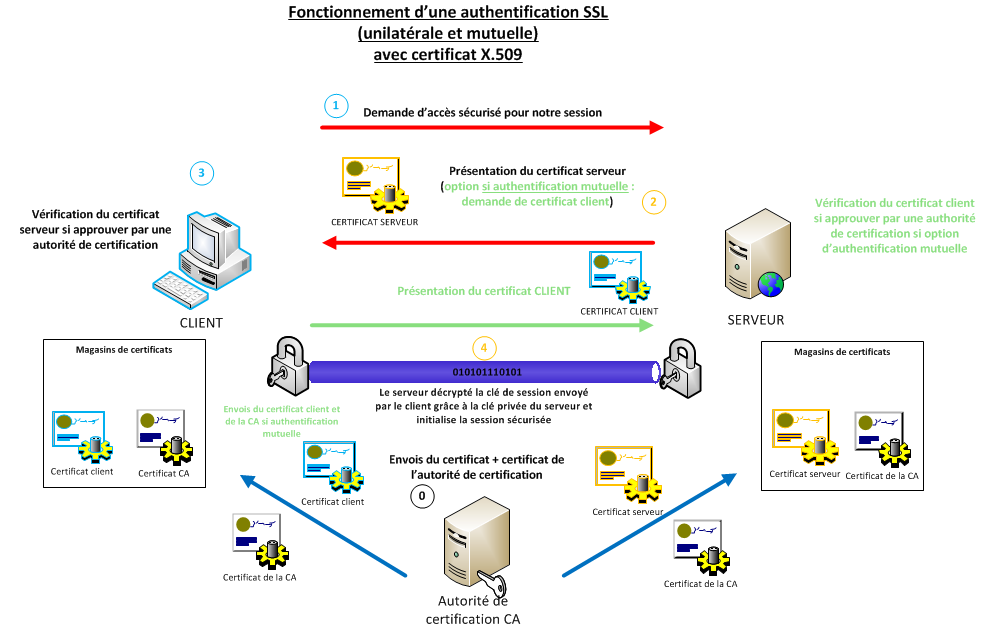 Fonctionnement d'une authentification SSL
(unilatérale et mutuelle)
avec certificat X.509
1
Demande d'accès sécurisé pour notre session
3
Vérification du certificat
serveur si approuver par une
autorité de certification
CERTIFICAT SERVEUR
Présentation du certificat serveur
(option si authentification mutuelle :
demande de certificat client)
2
Vérification du certificat client
si approuver par une authorité
de certification si option
d'authentification mutuelle
Présentation du certificat CLIENT
CERTIFICAT CLIENT
CLIENT
SERVEUR
Magasins de certificats
Certificat client
Certificat CA
4
010101110101
Le serveur décrypté la clé de session envoyé
par le client grâce à la clé privée du serveur et
initialise la session sécurisée
Magasins de certificats
Certificat serveur
Certificat de la CA
Envois du certificat client et
de la CA si authentification
mutuelle
Certificat client
Envois du certificat + certificat de
l'autorité de certification
0
Certificat serveur
Certificat de la CA
Certificat de la CA
Autorité de
certification CA